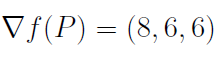 ∇f(P) = (8, 6, 6)